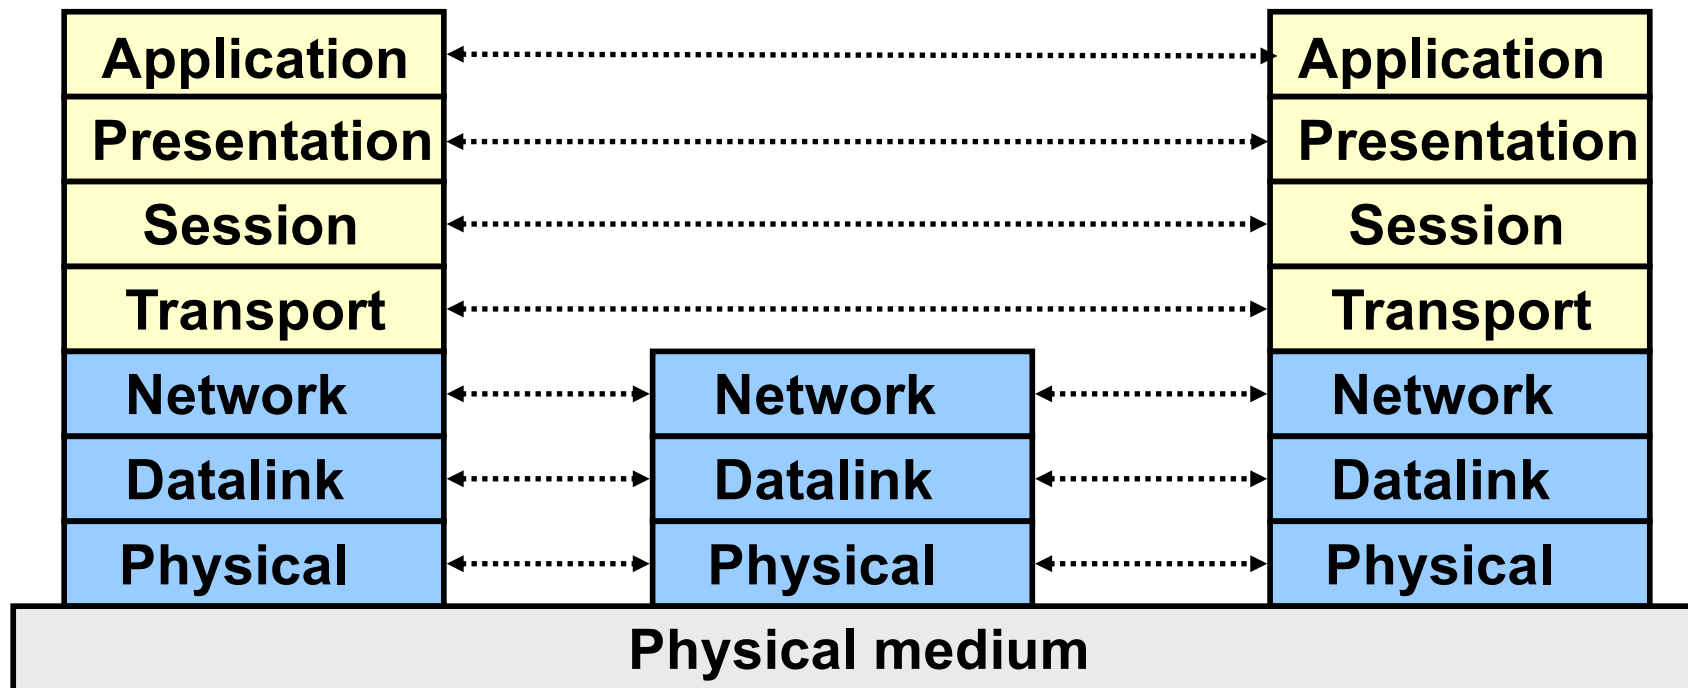 Application Application
Presentation Presentation
Session Session
Transport Transport
Network Network Network
Datalink Datalink Datalink
Physical Physical Physical
Physical medium